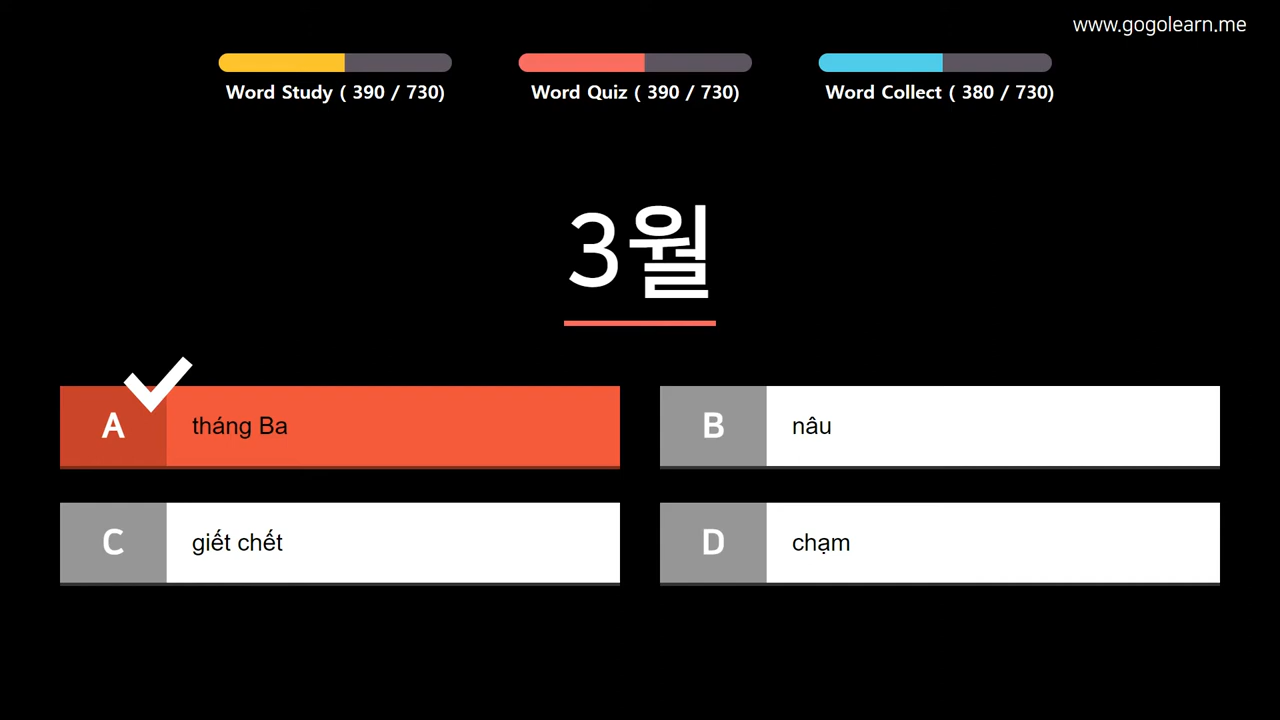 www.gogolearn.me
Word Study ( 390 / 730)
Word Quiz ( 390 / 730)
Word Collect ( 380 / 730)
3월
A tháng Ba
B nâu
C giết chết
D chạm